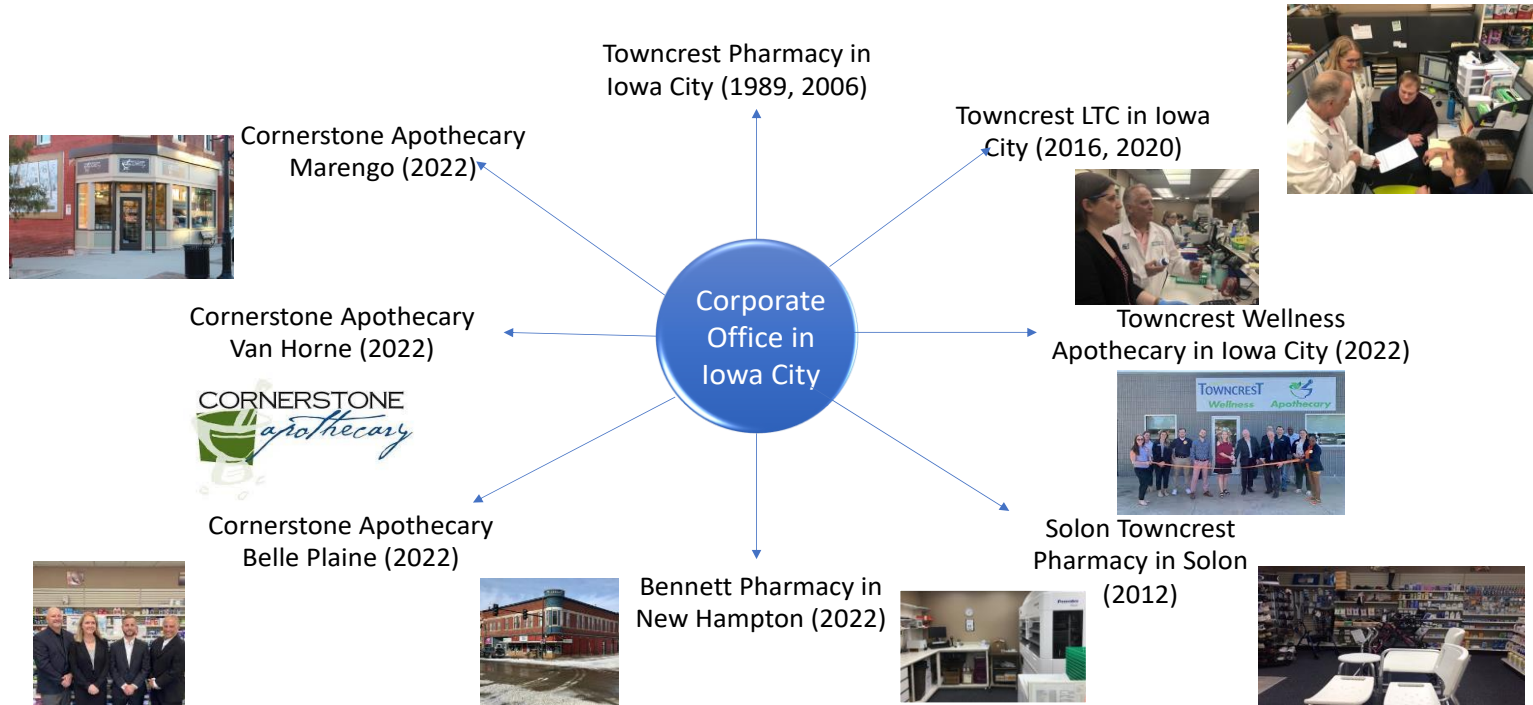 Towncrest Pharmacy in
Iowa City (1989, 2006)
Towncrest LTC in Iowa
City (2016, 2020)
Cornerstone Apothecary
Marengo (2022)
Corporate
Office in
Iowa City
Cornerstone Apothecary
Van Horne (2022)
Towncrest Wellness
Apothecary in Iowa City (2022)
CORNERSTONE
apothecary
TOWNCREST
Wellness Apothecary
Cornerstone Apothecary
Belle Plaine (2022)
Solon Towncrest
Pharmacy in Solon
(2012)
Bennett Pharmacy in
New Hampton (2022)